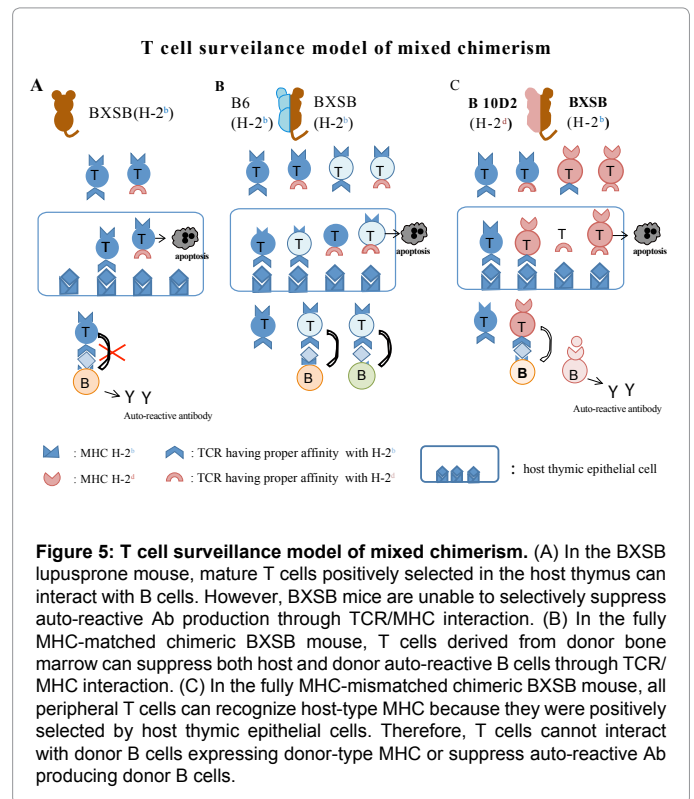 T cell surveilance model of mixed chimerism
A
BXSB(H-2ᵇ)
B
B6
(H-2ᵇ)
BXSB
(H-2ᵇ)
C
B 10D2
(H-2ᵈ)
BXSB
(H-2ᵇ)
T T
T T T T
T T T T
T T
apoptosis
T T T T
apoptosis
T T T T
apoptosis
T
B
Y Y
Auto-reactive antibody
T T T
B B
T T
B B
Y Y
Auto-reactive antibody
: MHC H-2ᵇ
: TCR having proper affinity with H-2ᵇ
: MHC H-2ᵈ
: TCR having proper affinity with H-2ᵈ
: host thymic epithelial cell
Figure 5: T cell surveillance model of mixed chimerism. (A) In the BXSB
lupusprone mouse, mature T cells positively selected in the host thymus can
interact with B cells. However, BXSB mice are unable to selectively suppress
auto-reactive Ab production through TCR/MHC interaction. (B) In the fully
MHC-matched chimeric BXSB mouse, T cells derived from donor bone
marrow can suppress both host and donor auto-reactive B cells through TCR/
MHC interaction. (C) In the fully MHC-mismatched chimeric BXSB mouse, all
peripheral T cells can recognize host-type MHC because they were positively
selected by host thymic epithelial cells. Therefore, T cells cannot interact
with donor B cells expressing donor-type MHC or suppress auto-reactive Ab
producing donor B cells.